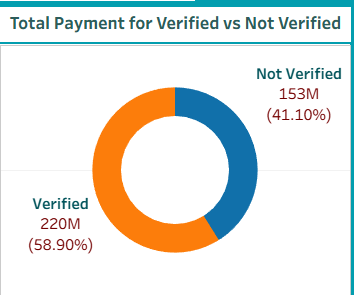 Total Payment for Verified vs Not Verified
Not Verified
153M
(41.10%)
Verified
220M
(58.90%)